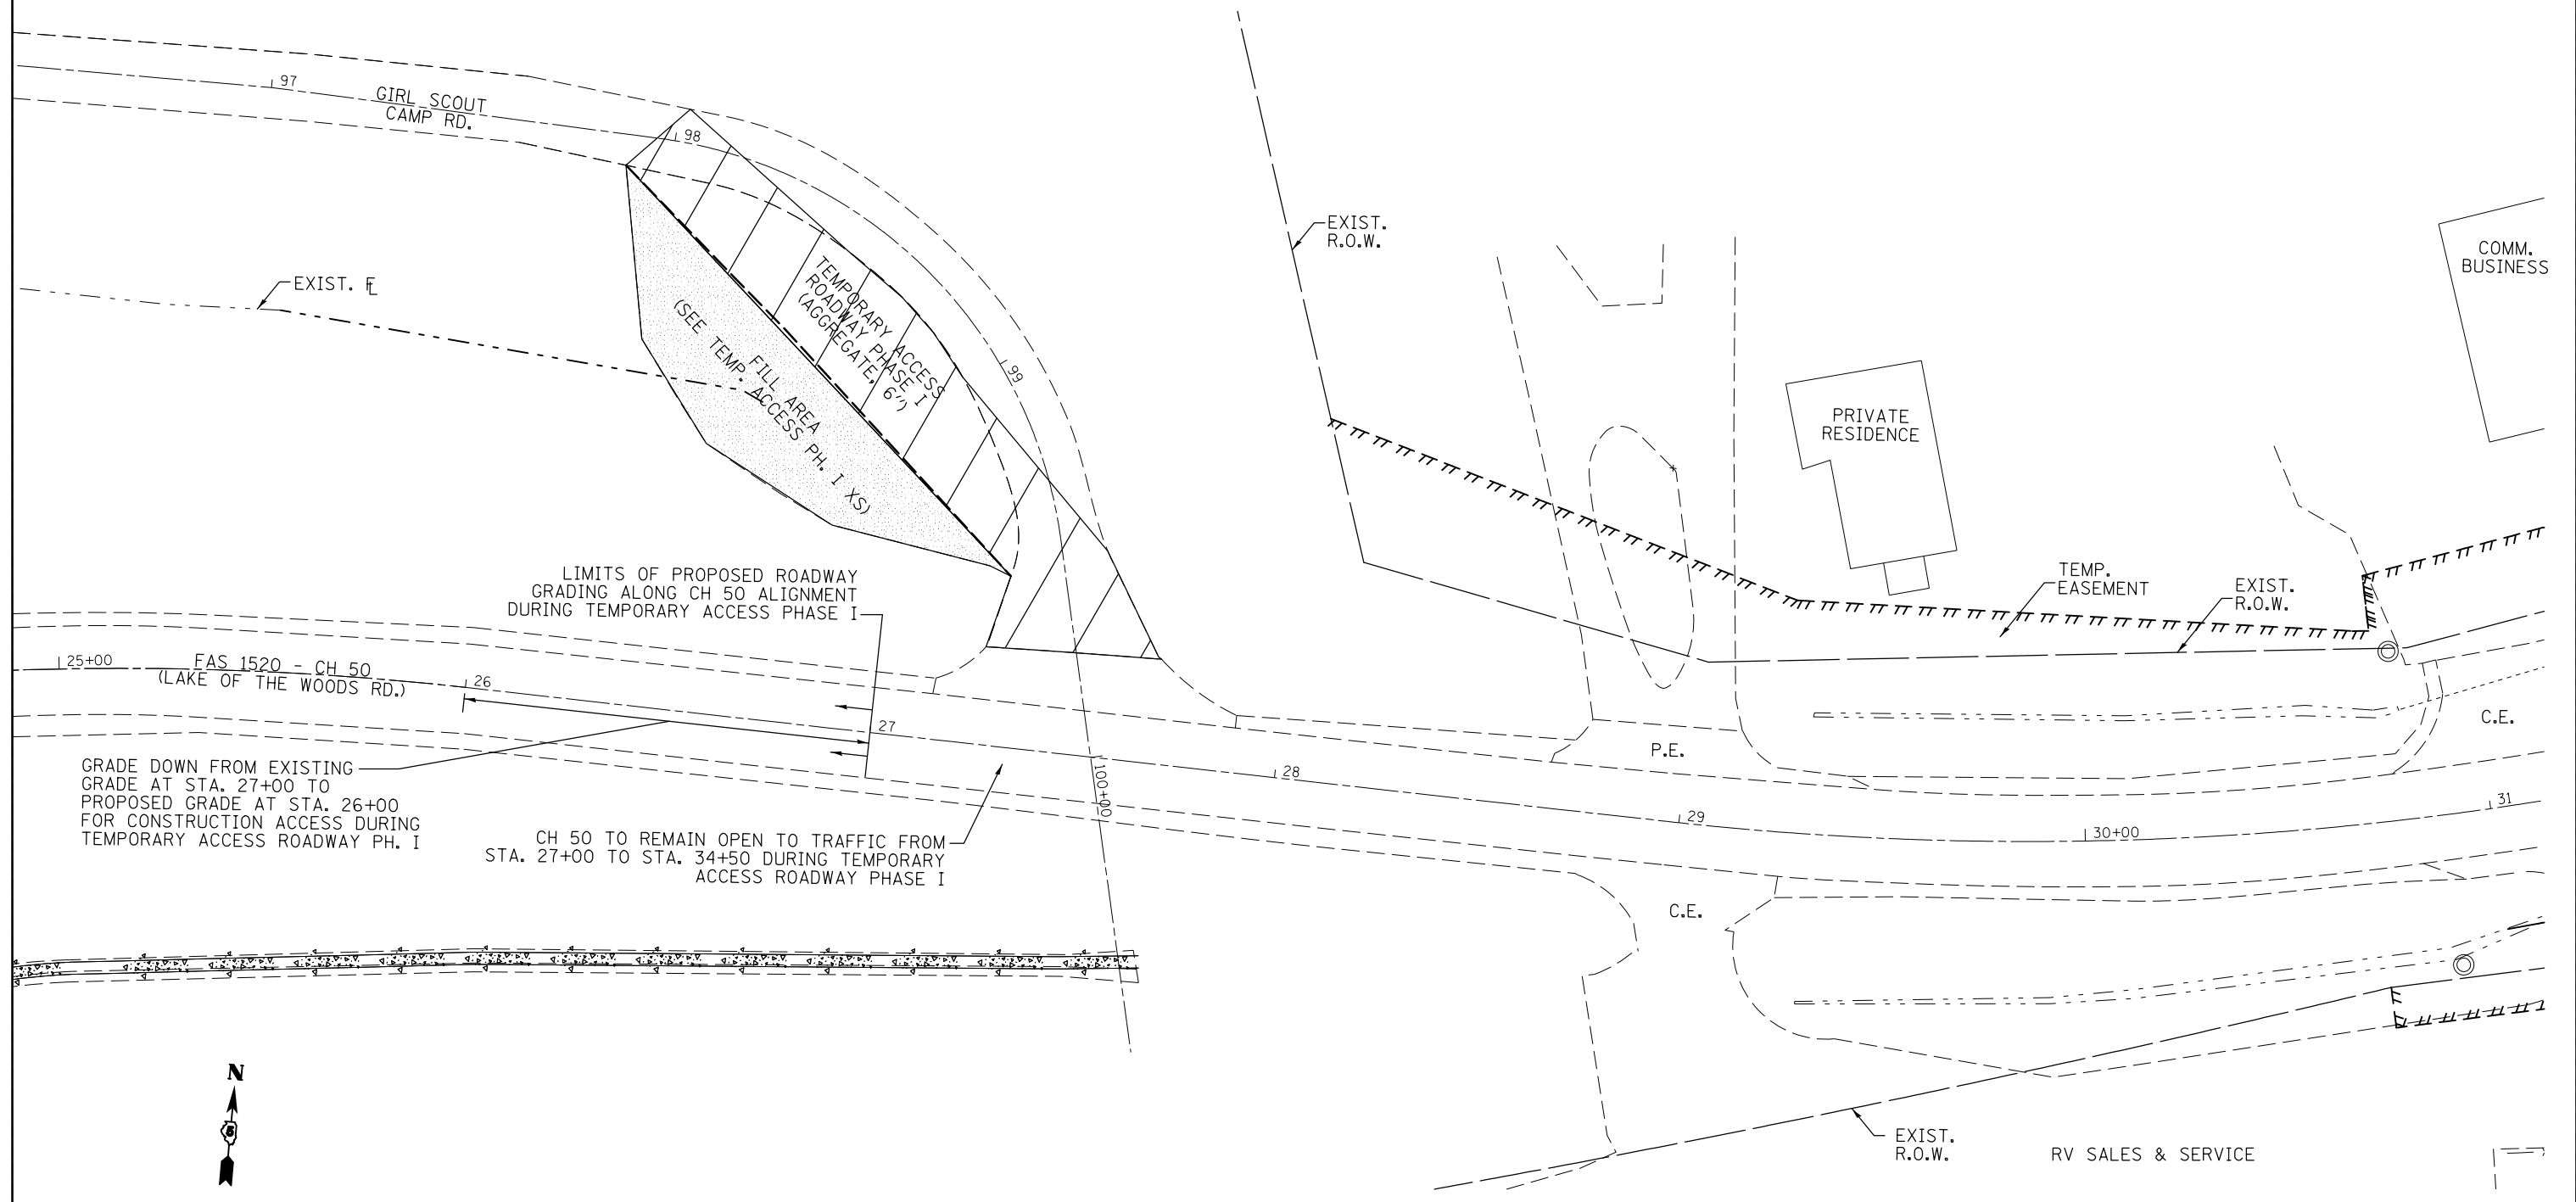 97
GIRL SCOUT
CAMP RD.
98
EXIST.
R.O.W.
COMM.
BUSINESS
EXIST. FL
TEMPORARY ACCESS
ROADWAY PHASE I
(AGGREGATE, 6")
FILL AREA
(SEE TEMP. ACCESS PH. I XS)
99
PRIVATE
RESIDENCE
LIMITS OF PROPOSED ROADWAY
GRADING ALONG CH 50 ALIGNMENT
DURING TEMPORARY ACCESS PHASE I
TEMP.
EASEMENT
EXIST.
R.O.W.
25+00
FAS 1520 - CH 50
(LAKE OF THE WOODS RD.)
26
27
28
29
30+00
31
P.E.
C.E.
100+00
GRADE DOWN FROM EXISTING
GRADE AT STA. 27+00 TO
PROPOSED GRADE AT STA. 26+00
FOR CONSTRUCTION ACCESS DURING
TEMPORARY ACCESS ROADWAY PH. I
CH 50 TO REMAIN OPEN TO TRAFFIC FROM
STA. 27+00 TO STA. 34+50 DURING TEMPORARY
ACCESS ROADWAY PHASE I
C.E.
N
EXIST.
R.O.W.
RV SALES & SERVICE